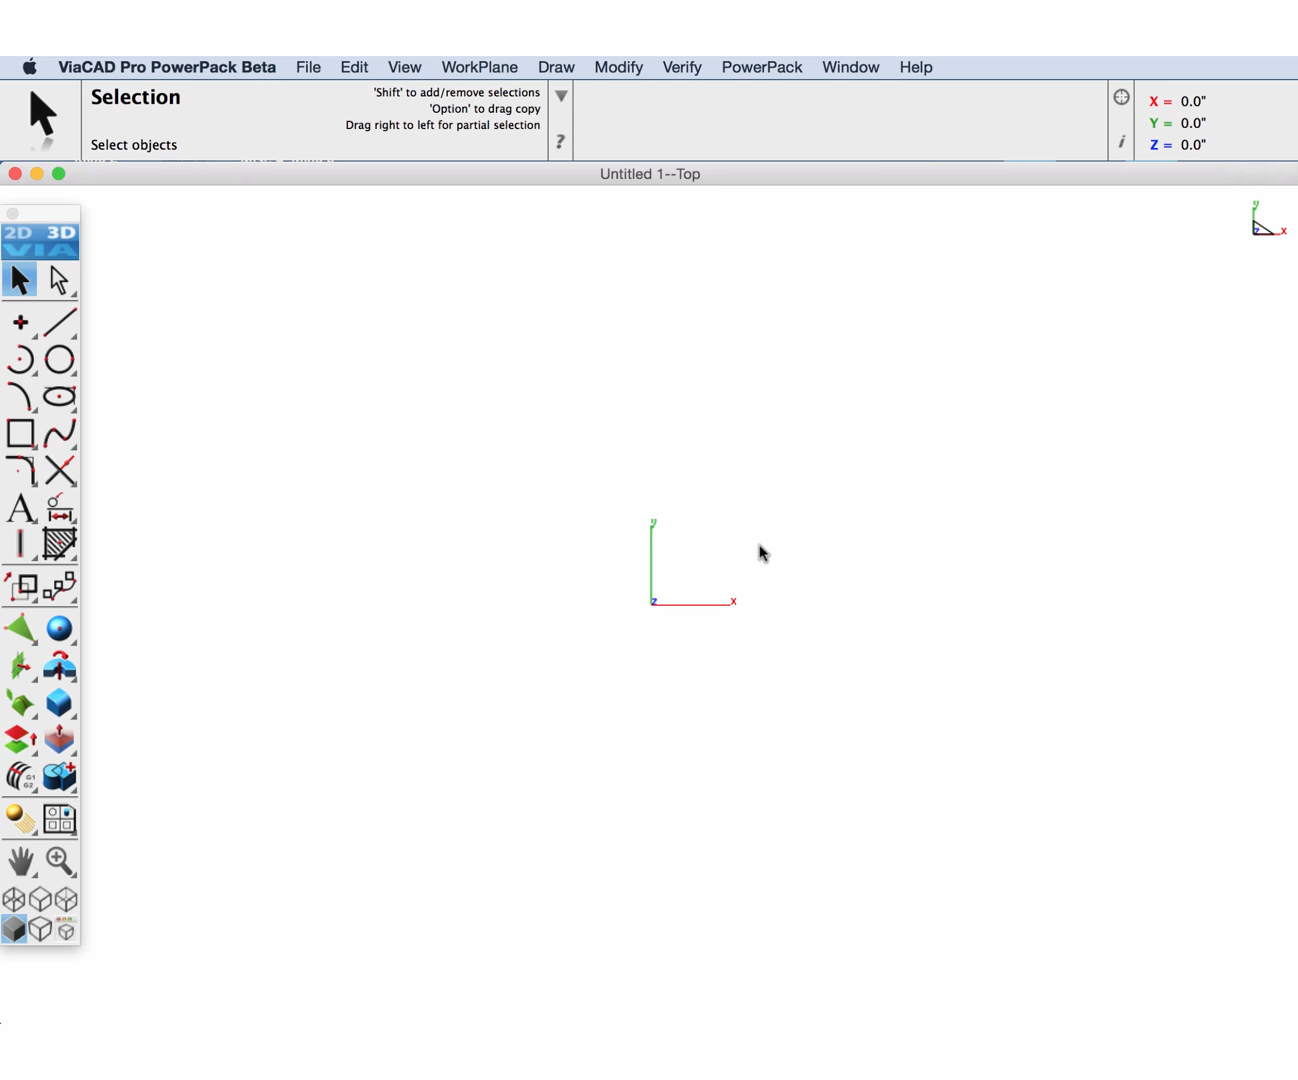 ViaCAD Pro PowerPack Beta File Edit View WorkPlane Draw Modify Verify PowerPack Window Help
Selection
'Shift' to add/remove selections
'Option' to drag copy
Drag right to left for partial selection
Select objects
?
i
X = 0.0"
Y = 0.0"
Z = 0.0"
Untitled 1--Top
2D 3D
VIA
A
G1
G2
y
z x
y
z x